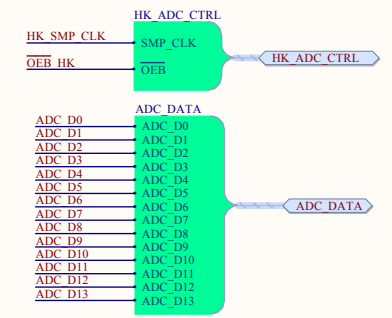 HK_ADC_CTRL
HK_SMP_CLK
SMP_CLK
HK_ADC_CTRL
OEB_HK
OEB
ADC_DATA
ADC_D0
ADC_D0
ADC_D1
ADC_D1
ADC_D2
ADC_D2
ADC_D3
ADC_D3
ADC_D4
ADC_D4
ADC_D5
ADC_D5
ADC_D6
ADC_D6
ADC_DATA
ADC_D7
ADC_D7
ADC_D8
ADC_D8
ADC_D9
ADC_D9
ADC_D10
ADC_D10
ADC_D11
ADC_D11
ADC_D12
ADC_D12
ADC_D13
ADC_D13